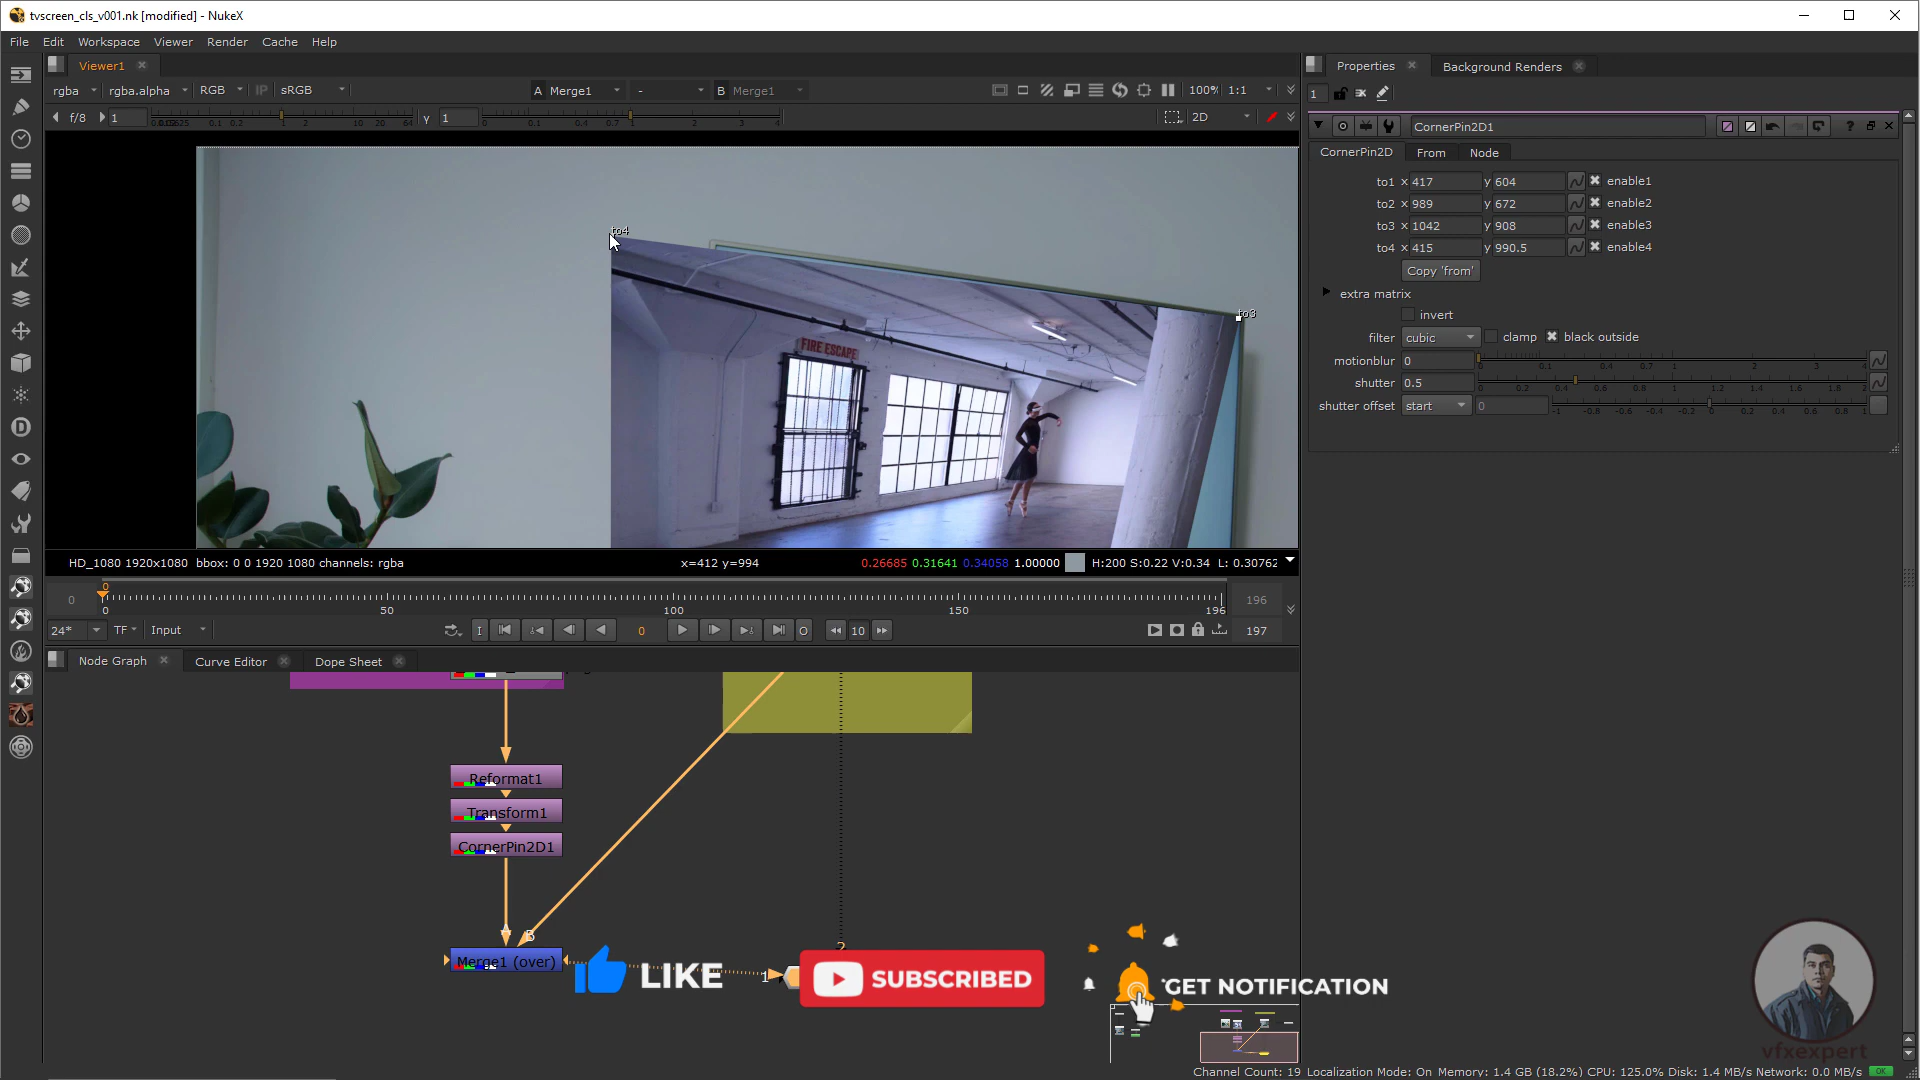 tvscreen_cls_v001.nk [modified] - NukeX
File Edit Workspace Viewer Render Cache Help
Viewer1
rgba rgba.alpha RGB IP sRGB A Merge1 - B Merge1 100% 1:1
f/8 1 Y 1 2D
to4
to3
FIRE ESCAPE
HD_1080 1920x1080 bbox: 0 0 1920 1080 channels: rgba x=412 y=994 0.26685 0.31641 0.34058 1.00000 H:200 S:0.22 V:0.34 L: 0.30762
0 0 0 50 100 150 196 196
24* TF Input I 0 O 10 197
Node Graph Curve Editor Dope Sheet
Reformat1
Transform1
CornerPin2D1
A B
Merge1 (over)
1 2
LIKE SUBSCRIBED GET NOTIFICATION
Properties Background Renders
1
CornerPin2D1
CornerPin2D From Node
to1 x 417 y 604 enable1
to2 x 989 y 672 enable2
to3 x 1042 y 908 enable3
to4 x 415 y 990.5 enable4
Copy 'from'
extra matrix
invert
filter cubic clamp black outside
motionblur 0
shutter 0.5
shutter offset start 0
vfxexpert
Channel Count: 19 Localization Mode: On Memory: 1.4 GB (18.2%) CPU: 125.0% Disk: 1.4 MB/s Network: 0.0 MB/s OK